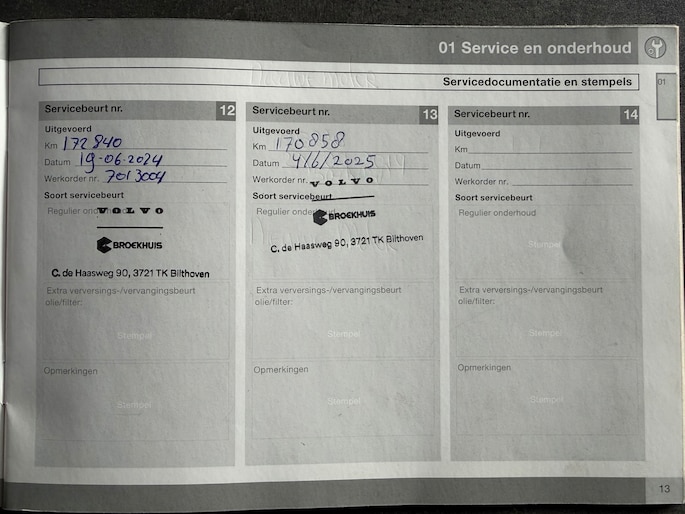 01 Service en onderhoud
Servicedocumentatie en stempels
01
Servicebeurt nr. 12
Uitgevoerd
Km 172 840
Datum 19-06-2024
Werkorder nr. 7013004
Soort servicebeurt
Regulier
VOLVO
BROEKHUIS
C. de Haasweg 90, 3721 TK Bilthoven
Extra verversings-/vervangingsbeurt
olie/filter:
Stempel
Opmerkingen
Stempel
Servicebeurt nr. 13
Uitgevoerd
Km 170858
Datum 4/6/2025
Werkorder nr.
VOLVO
Soort servicebeurt
Regulier
BROEKHUIS
C. de Haasweg 90, 3721 TK Bilthoven
Extra verversings-/vervangingsbeurt
olie/filter:
Stempel
Opmerkingen
Stempel
Servicebeurt nr. 14
Uitgevoerd
Km
Datum
Werkorder nr.
Soort servicebeurt
Regulier onderhoud
Stempel
Extra verversings-/vervangingsbeurt
olie/filter:
Stempel
Opmerkingen
Stempel
13